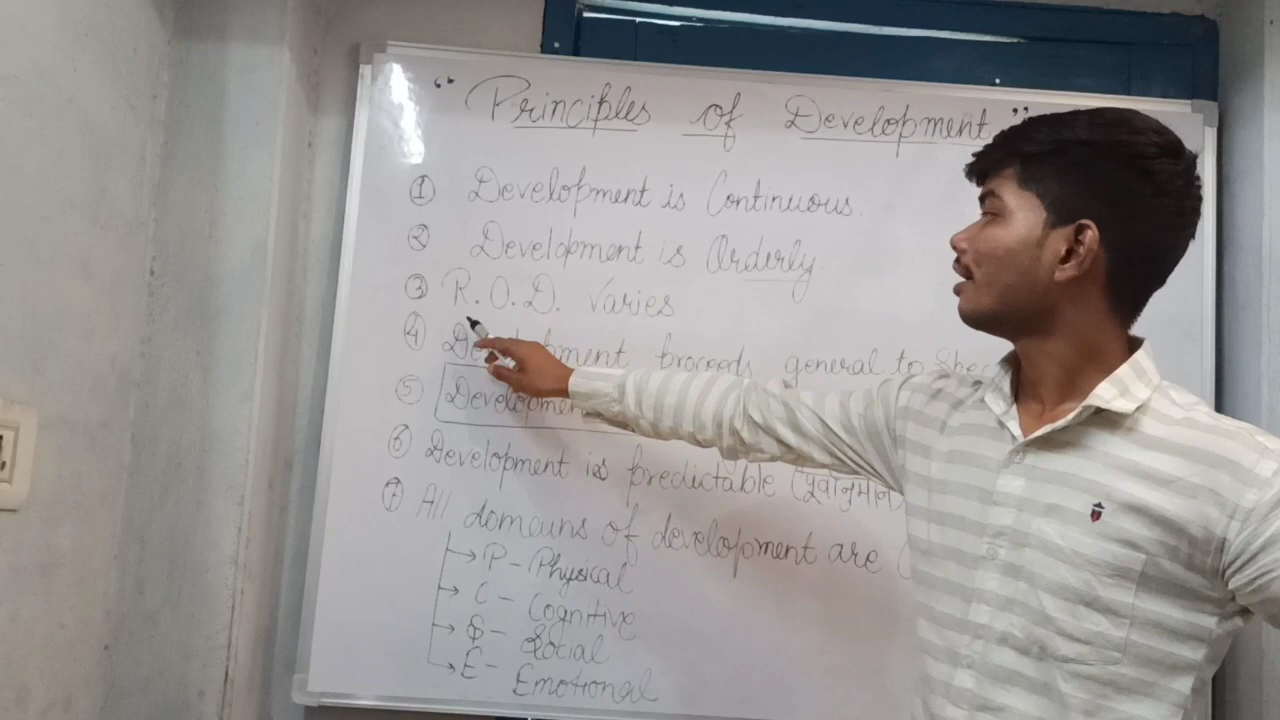 "Principles of Development"
① Development is Continuous.
② Development is Orderly.
③ R.O.D. Varies
④ proceeds general to
⑤ Developmen
⑥ Development is predictable (पूर्वानुमान)
⑦ All domains of development are
→ P - Physical
→ C - Cognitive
→ S - Social
→ E - Emotional